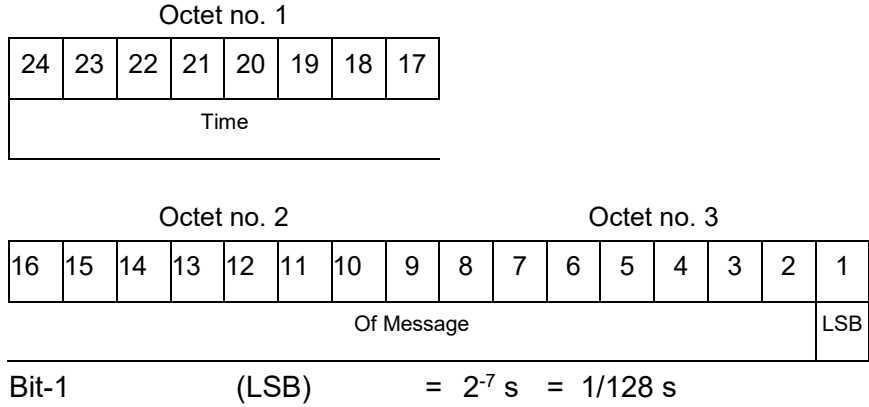 Octet no. 1
24 23 22 21 20 19 18 17
Time
Octet no. 2 Octet no. 3
16 15 14 13 12 11 10 9 8 7 6 5 4 3 2 1
Of Message LSB
Bit-1 (LSB) = 2⁻⁷ s = 1/128 s